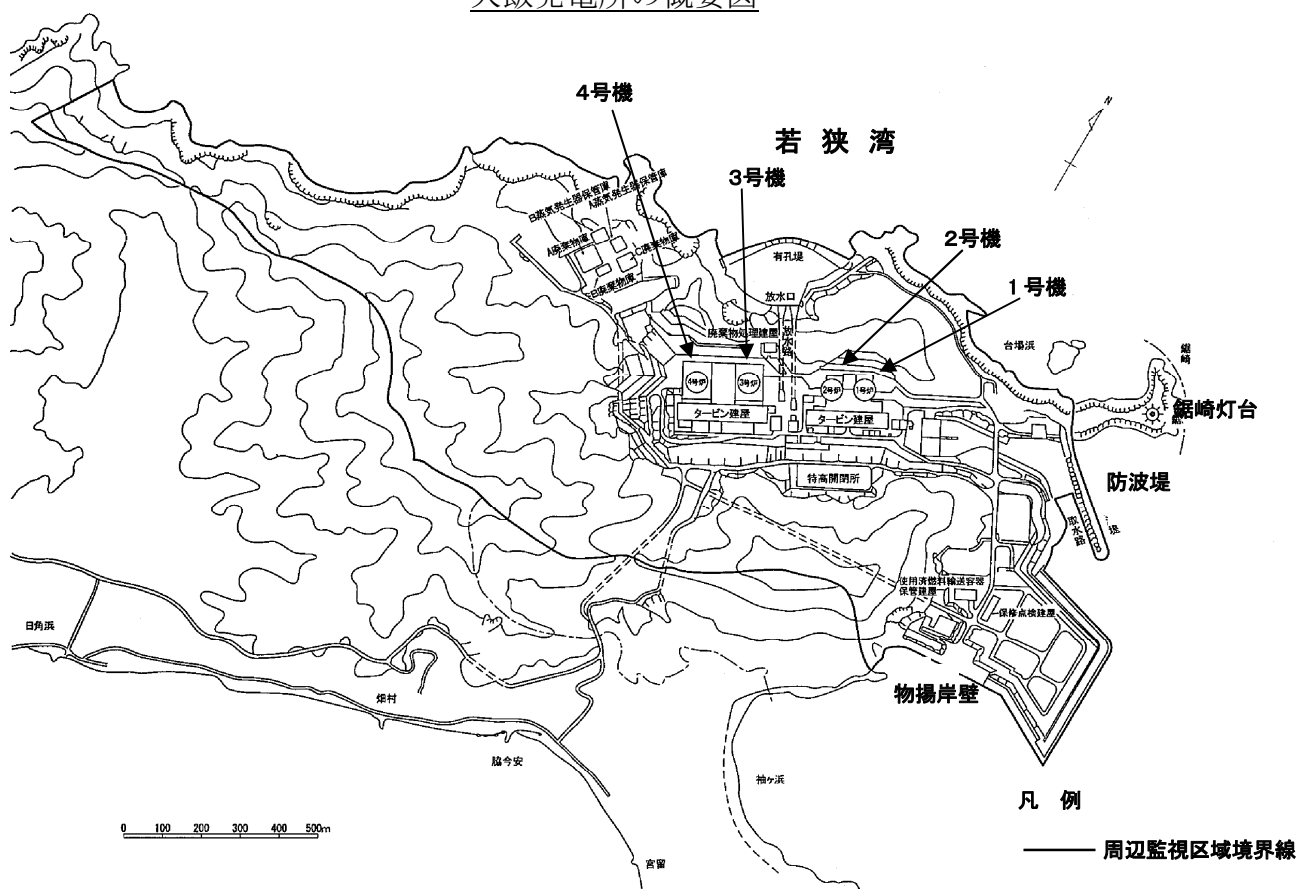 大飯発電所の概要図
4号機
若狭湾
3号機
2号機
1号機
N
B蒸気発生器保管庫
A蒸気発生器保管庫
A廃棄物庫
C廃棄物庫
B廃棄物庫
有孔堤
放水口
廃棄物処理建屋
放水路
台場浜
鋸崎
鋸崎灯台
4号炉
3号炉
2号炉
1号炉
タービン建屋
タービン建屋
特高開閉所
防波堤
取水路
堤
使用済燃料輸送容器
保管建屋
保修点検建屋
物揚岸壁
日角浜
畑村
脇今安
袖ヶ浜
宮留
0 100 200 300 400 500m
凡例
周辺監視区域境界線